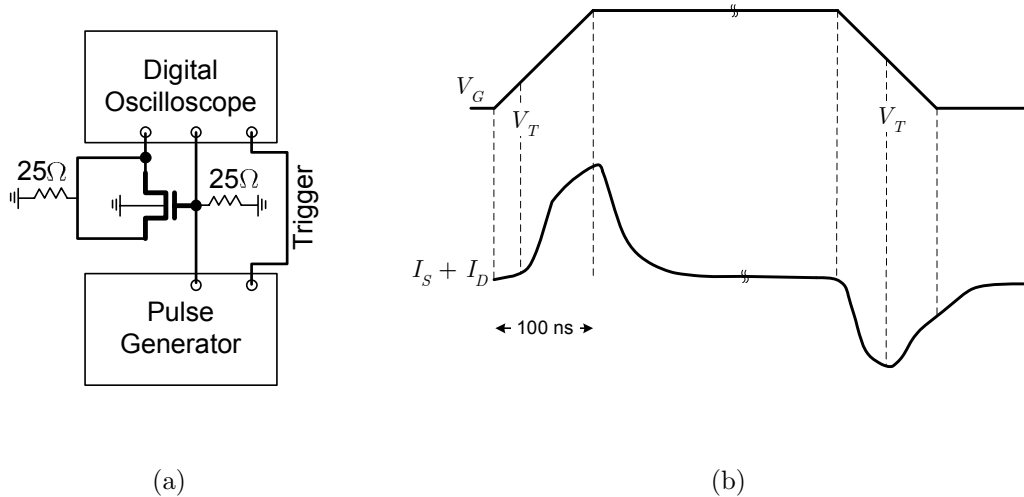 Digital
Oscilloscope
25Ω
25Ω
Trigger
Pulse
Generator
(a)
V_G
V_T
V_T
I_S + I_D
100 ns
(b)